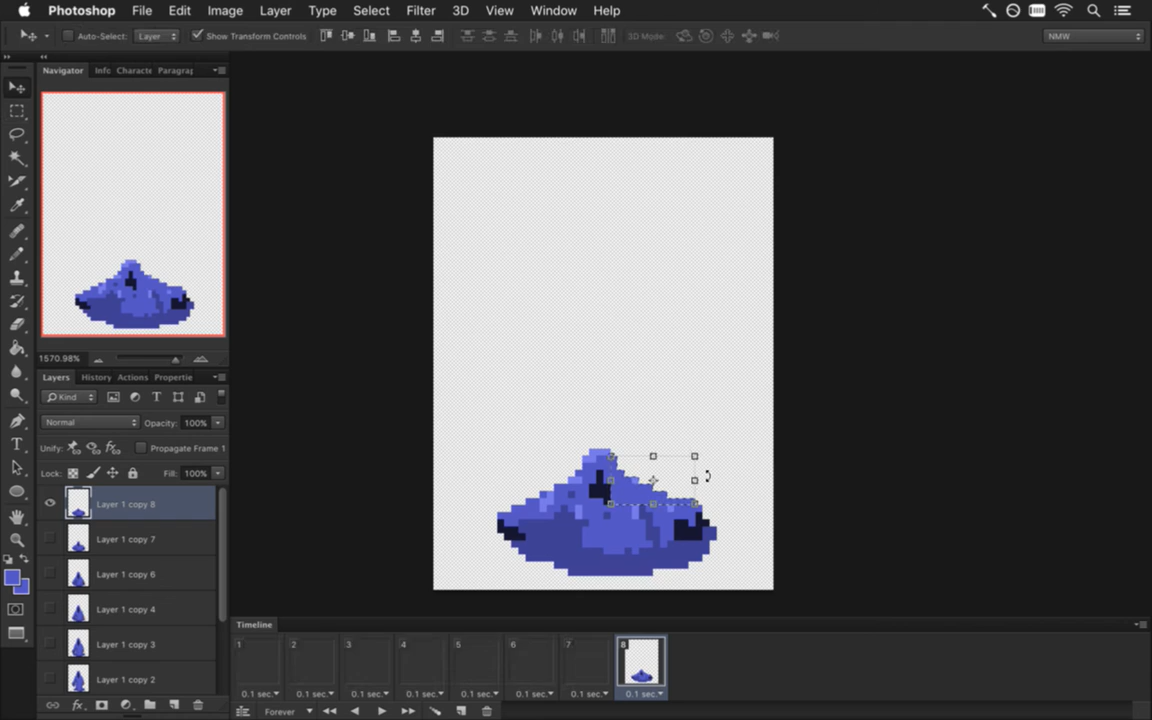 Photoshop File Edit Image Layer Type Select Filter 3D View Window Help
Auto-Select: Layer Show Transform Controls 3D Mode: NMW
Navigator Info Characte Paragrap
1570.98%
Layers History Actions Propertie
Kind
Normal Opacity: 100%
Unify: Propagate Frame 1
Lock: Fill: 100%
Layer 1 copy 8
Layer 1 copy 7
Layer 1 copy 6
Layer 1 copy 4
Layer 1 copy 3
Layer 1 copy 2
Timeline
1 2 3 4 5 6 7 8
0.1 sec. 0.1 sec. 0.1 sec. 0.1 sec. 0.1 sec. 0.1 sec. 0.1 sec. 0.1 sec.
Forever